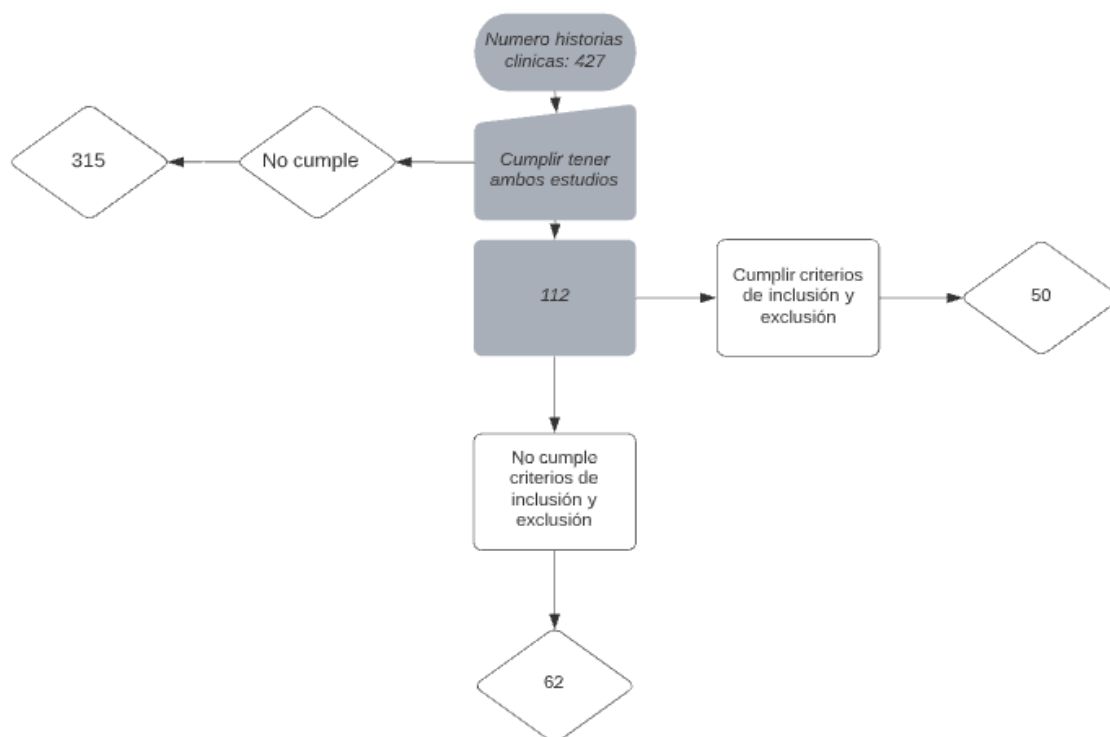 Numero historias
clinicas: 427
Cumplir tener
ambos estudios
No cumple
315
112
Cumplir criterios
de inclusión y
exclusión
50
No cumple
criterios de
inclusión y
exclusión
62